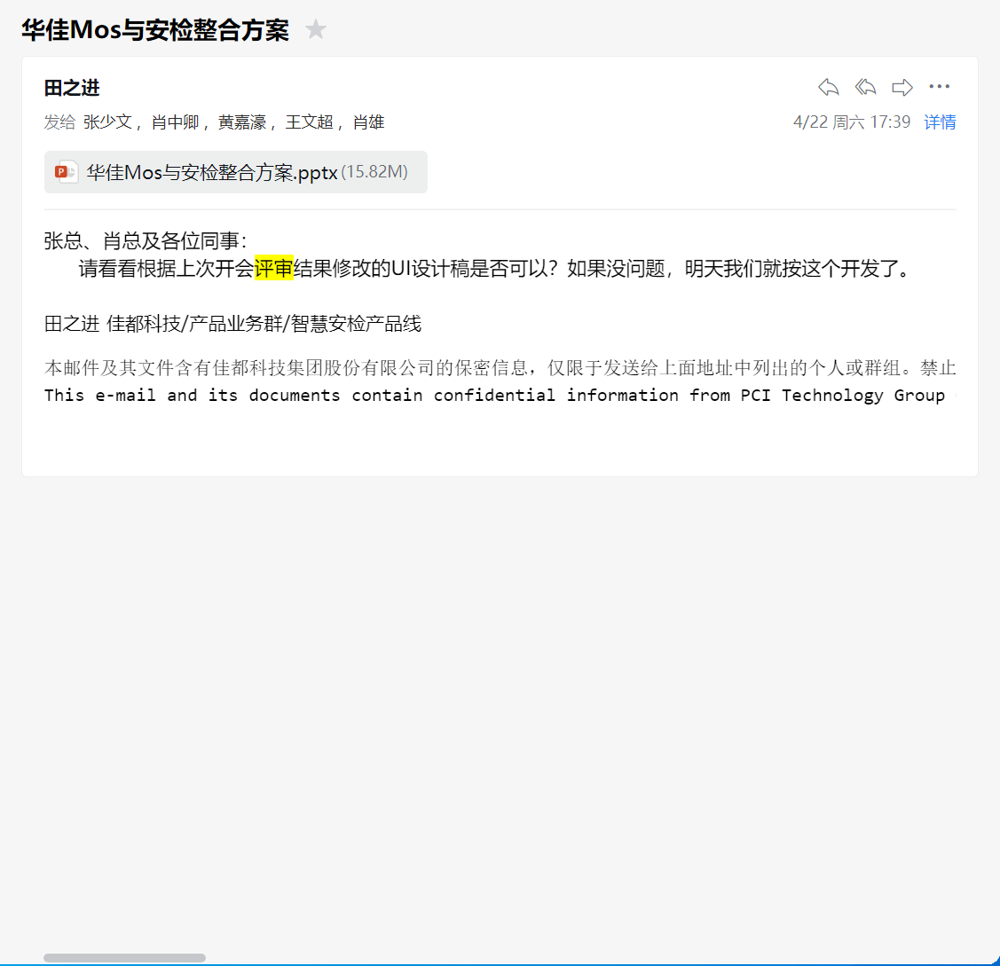 华佳Mos与安检整合方案
田之进
发给 张少文， 肖中卿， 黄嘉濠， 王文超， 肖雄
4/22 周六 17:39 详情
华佳Mos与安检整合方案.pptx(15.82M)
张总、肖总及各位同事：
请看看根据上次开会评审结果修改的UI设计稿是否可以？如果没问题，明天我们就按这个开发了。
田之进 佳都科技/产品业务群/智慧安检产品线
本邮件及其文件含有佳都科技集团股份有限公司的保密信息，仅限于发送给上面地址中列出的个人或群组。禁止
This e-mail and its documents contain confidential information from PCI Technology Group